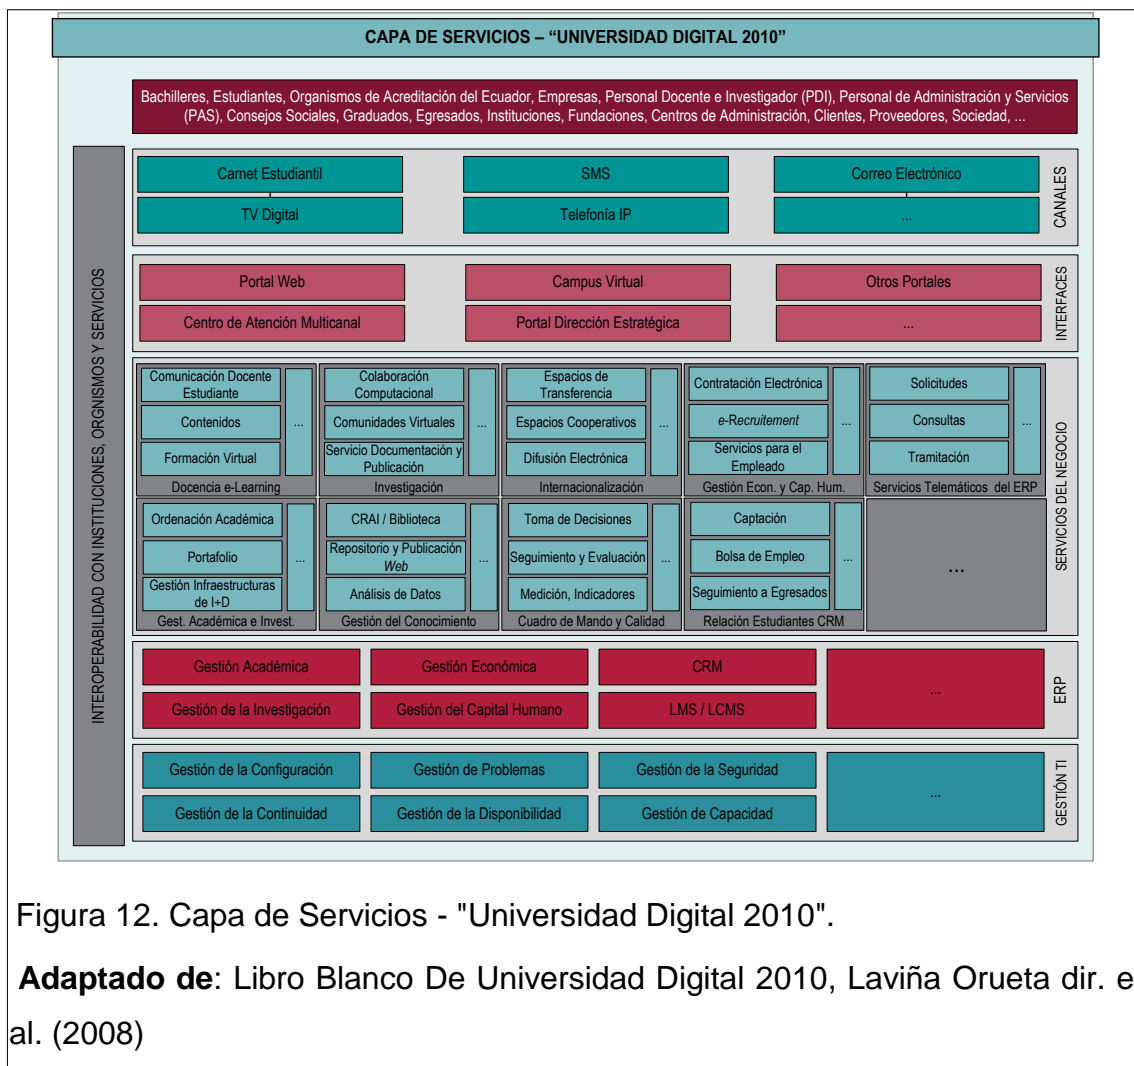 CAPA DE SERVICIOS – “UNIVERSIDAD DIGITAL 2010”
Bachilleres, Estudiantes, Organismos de Acreditación del Ecuador, Empresas, Personal Docente e Investigador (PDI), Personal de Administración y Servicios
(PAS), Consejos Sociales, Graduados, Egresados, Instituciones, Fundaciones, Centros de Administración, Clientes, Proveedores, Sociedad, ...
INTEROPERABILIDAD CON INSTITUCIONES, ORGNISMOS Y SERVICIOS
Carnet Estudiantil
SMS
Correo Electrónico
TV Digital
Telefonía IP
...
CANALES
Portal Web
Campus Virtual
Otros Portales
Centro de Atención Multicanal
Portal Dirección Estratégica
...
INTERFACES
Comunicación Docente
Estudiante
Contenidos
Formación Virtual
...
Docencia e-Learning
Colaboración
Computacional
Comunidades Virtuales
Servicio Documentación y
Publicación
...
Investigación
Espacios de
Transferencia
Espacios Cooperativos
Difusión Electrónica
...
Internacionalización
Contratación Electrónica
e-Recruitement
Servicios para el
Empleado
...
Gestión Econ. y Cap. Hum.
Solicitudes
Consultas
Tramitación
...
Servicios Telemáticos del ERP
Ordenación Académica
Portafolio
Gestión Infraestructuras
de I+D
...
Gest. Académica e Invest.
CRAI / Biblioteca
Repositorio y Publicación
Web
Análisis de Datos
...
Gestión del Conocimiento
Toma de Decisiones
Seguimiento y Evaluación
Medición, Indicadores
...
Cuadro de Mando y Calidad
Captación
Bolsa de Empleo
Seguimiento a Egresados
...
Relación Estudiantes CRM
...
SERVICIOS DEL NEGOCIO
Gestión Académica
Gestión Económica
CRM
Gestión de la Investigación
Gestión del Capital Humano
LMS / LCMS
...
ERP
Gestión de la Configuración
Gestión de Problemas
Gestión de la Seguridad
Gestión de la Continuidad
Gestión de la Disponibilidad
Gestión de Capacidad
...
GESTIÓN TI
Figura 12. Capa de Servicios - "Universidad Digital 2010".
Adaptado de: Libro Blanco De Universidad Digital 2010, Laviña Orueta dir. e
al. (2008)